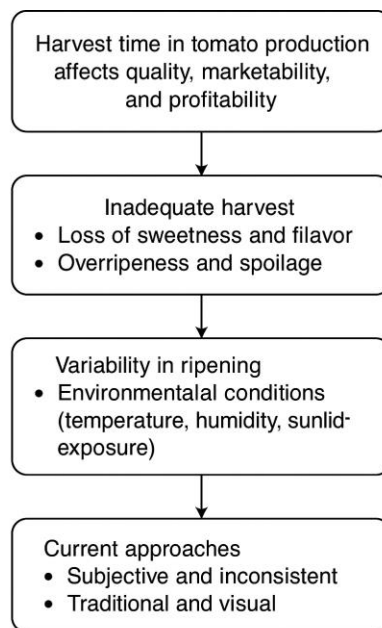 Harvest time in tomato production
affects quality, marketability,
and profitability
Inadequate harvest
• Loss of sweetness and filavor
• Overripeness and spoilage
Variability in ripening
• Environmentalal conditions
(temperature, humidity, sunlid-
exposure)
Current approaches
• Subjective and inconsistent
• Traditional and visual